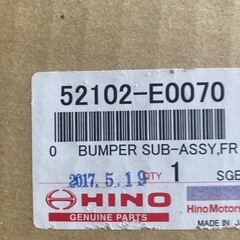 52102-E0070
0 BUMPER SUB-ASSY,FR
2017.5.19 QTY 1 SGE
HINO
GENUINE PARTS
Hino Motors
MADE IN JA